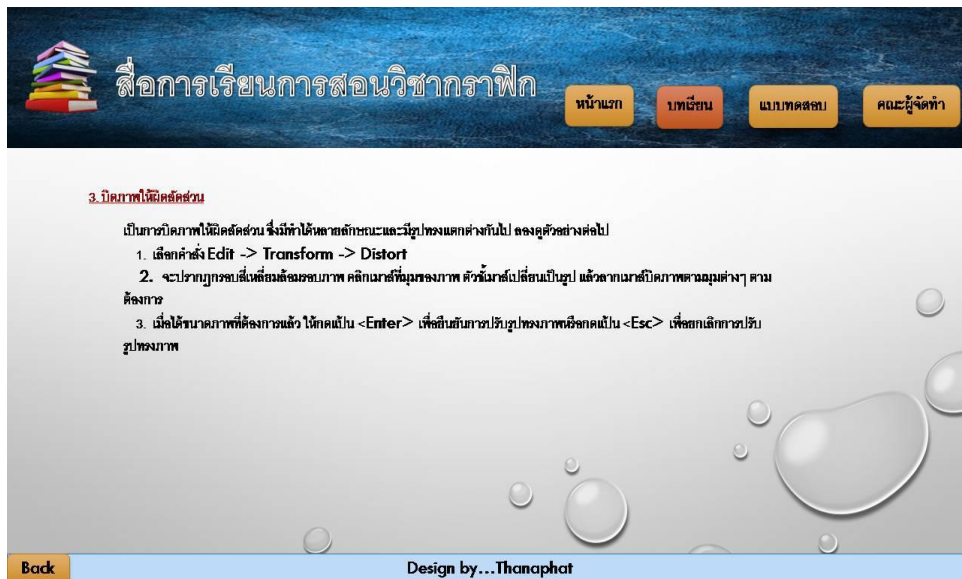 สื่อการเรียนการสอนวิชากราฟิก
หน้าแรก
บทเรียน
แบบทดสอบ
คณะผู้จัดทำ
3. บิดภาพให้ผิดสัดส่วน
เป็นการบิดภาพให้ผิดสัดส่วน ซึ่งมีทำได้หลายลักษณะและมีรูปทรงแตกต่างกันไป ลองดูตัวอย่างต่อไป
1. เลือกคำสั่ง Edit -> Transform -> Distort
2. จะปรากฏกรอบสี่เหลี่ยมล้อมรอบภาพ คลิกเมาส์ที่มุมของภาพ ตัวชี้เมาส์เปลี่ยนเป็นรูป แล้วลากเมาส์บิดภาพตามมุมต่างๆ ตาม
ต้องการ
3. เมื่อได้ขนาดภาพที่ต้องการแล้ว ให้กดแป้น <Enter> เพื่อยืนยันการปรับรูปทรงภาพหรือกดแป้น <Esc> เพื่อยกเลิกการปรับ
รูปทรงภาพ
Back
Design by...Thanaphat